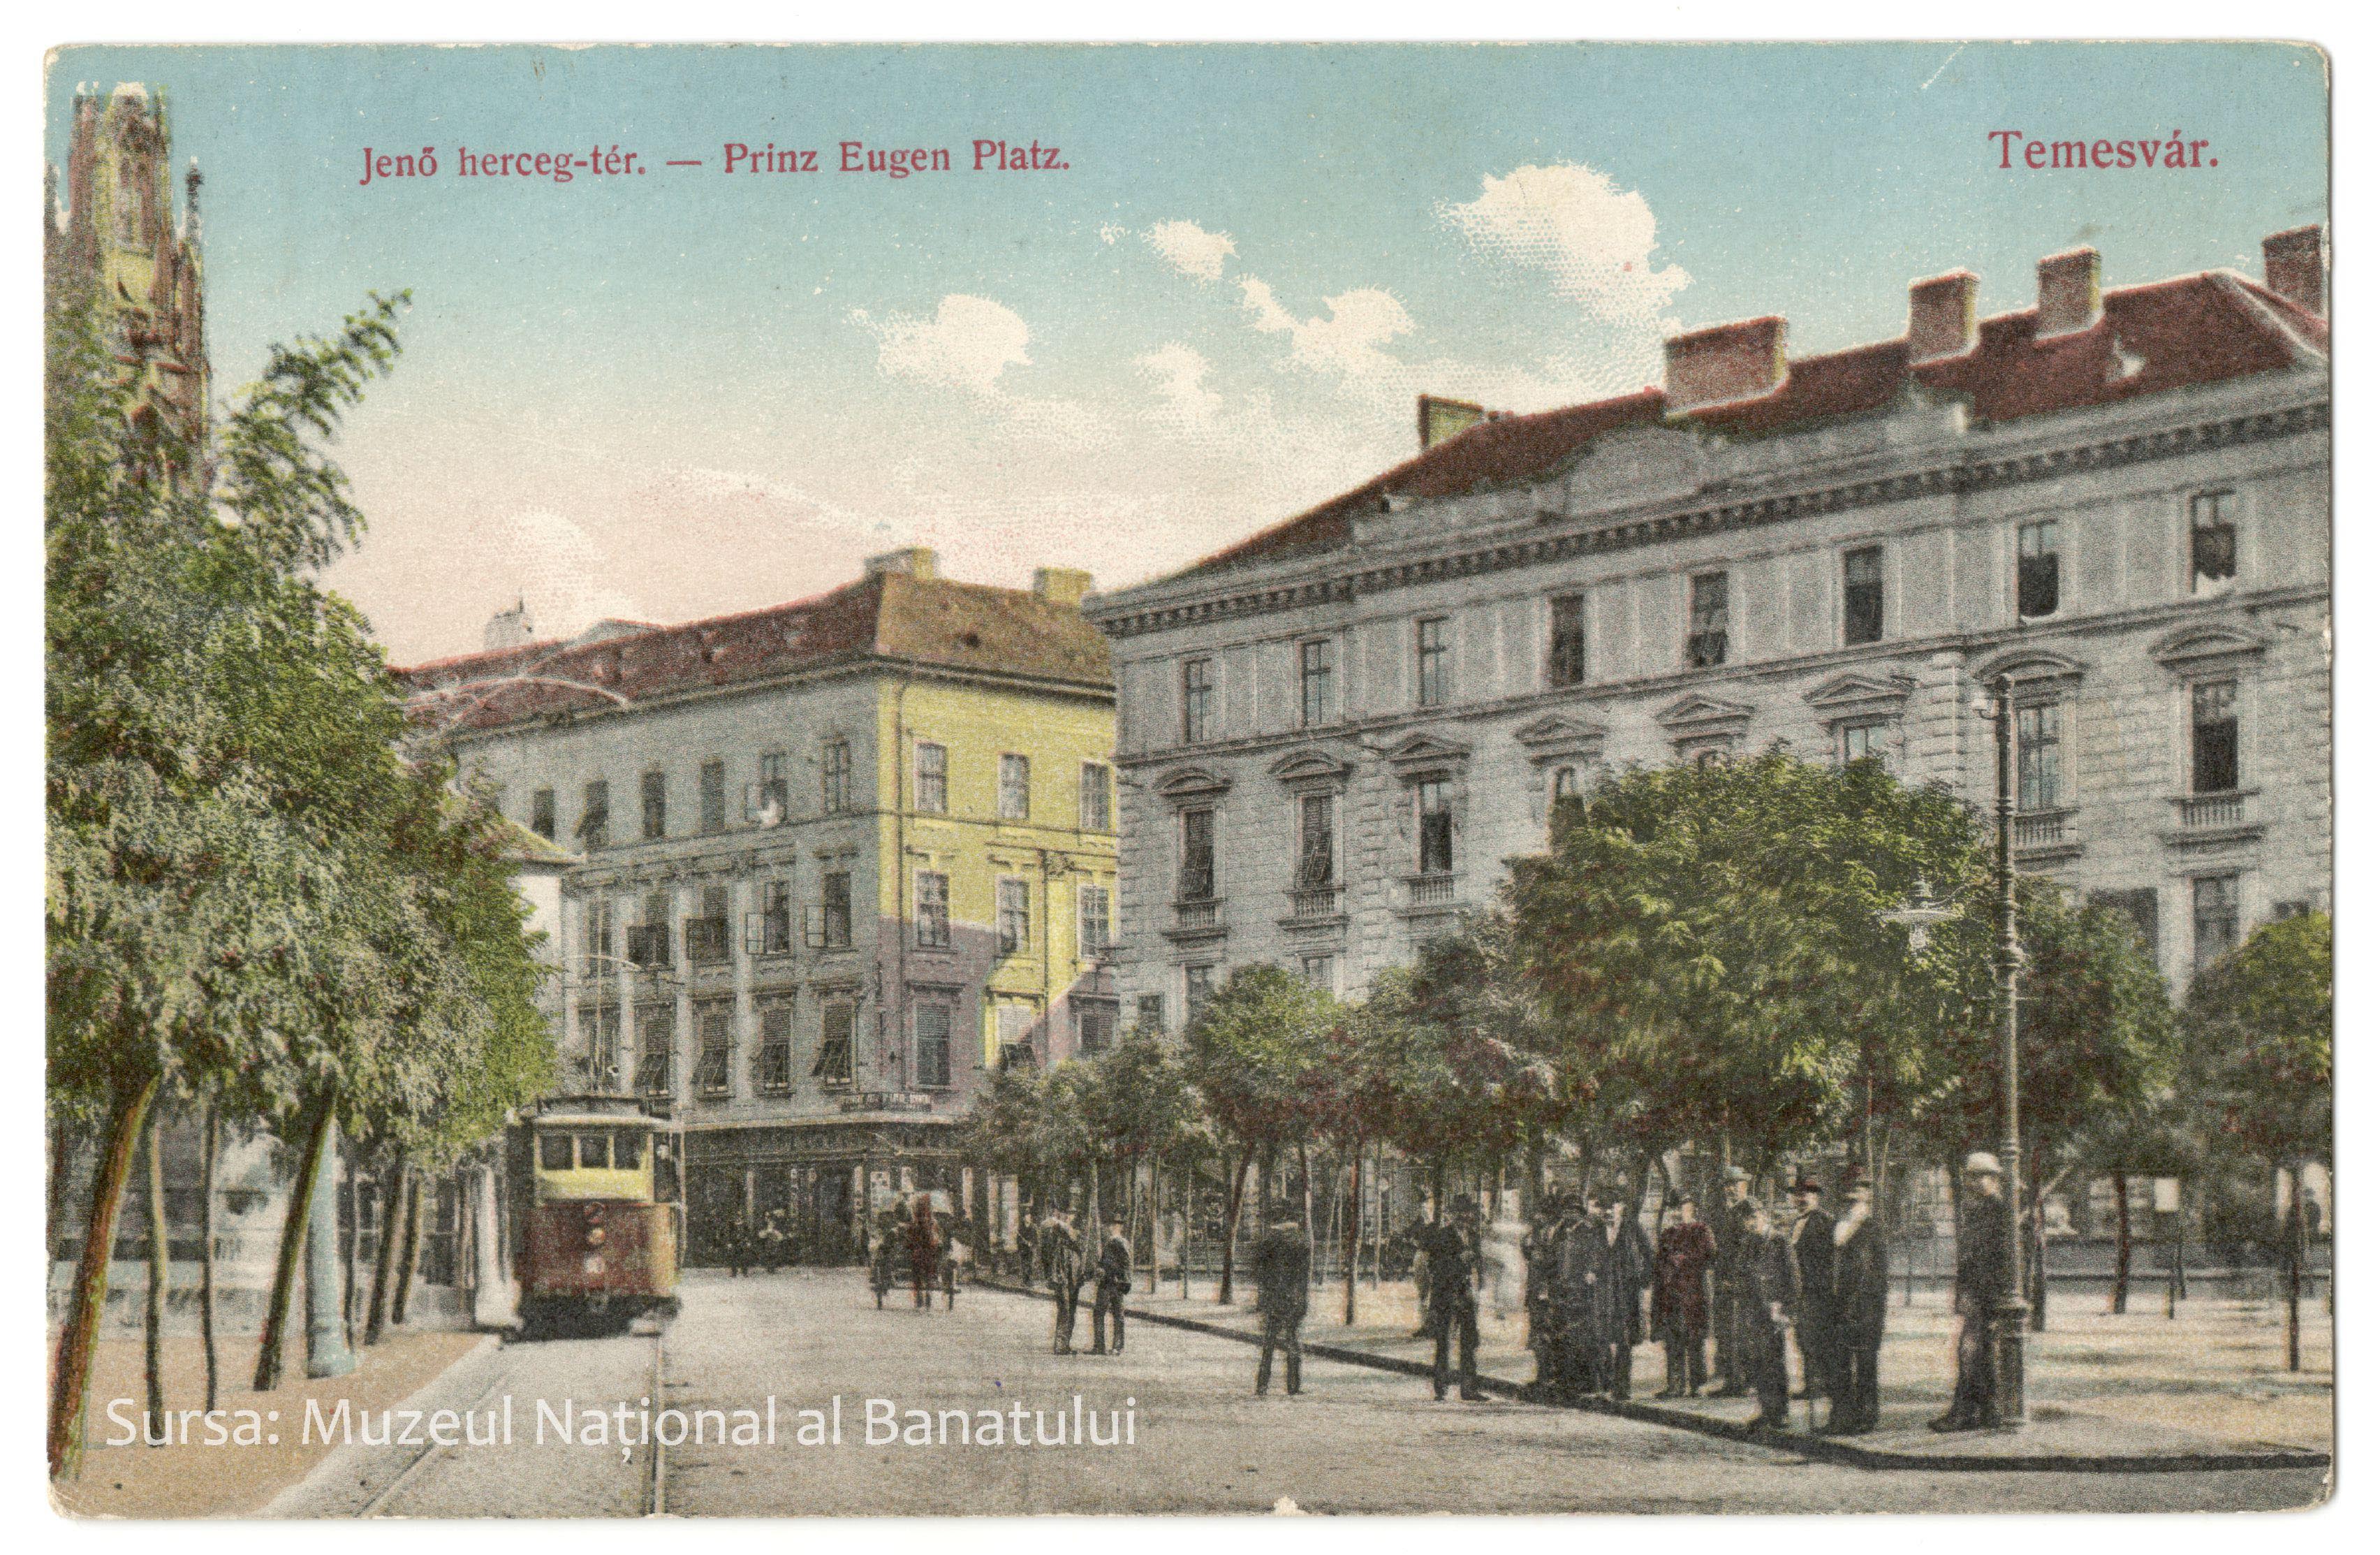 Jenő herceg-tér. — Prinz Eugen Platz.
Temesvár.
Sursa: Muzeul Național al Banatului